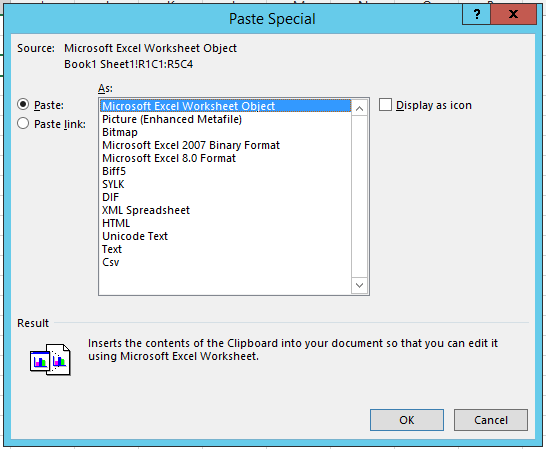 Paste Special
?
x
Source: Microsoft Excel Worksheet Object
Book1 Sheet1!R1C1:R5C4
As:
Paste:
Paste link:
Microsoft Excel Worksheet Object
Picture (Enhanced Metafile)
Bitmap
Microsoft Excel 2007 Binary Format
Microsoft Excel 8.0 Format
Biff5
SYLK
DIF
XML Spreadsheet
HTML
Unicode Text
Text
Csv
Display as icon
Result
Inserts the contents of the Clipboard into your document so that you can edit it
using Microsoft Excel Worksheet.
OK
Cancel